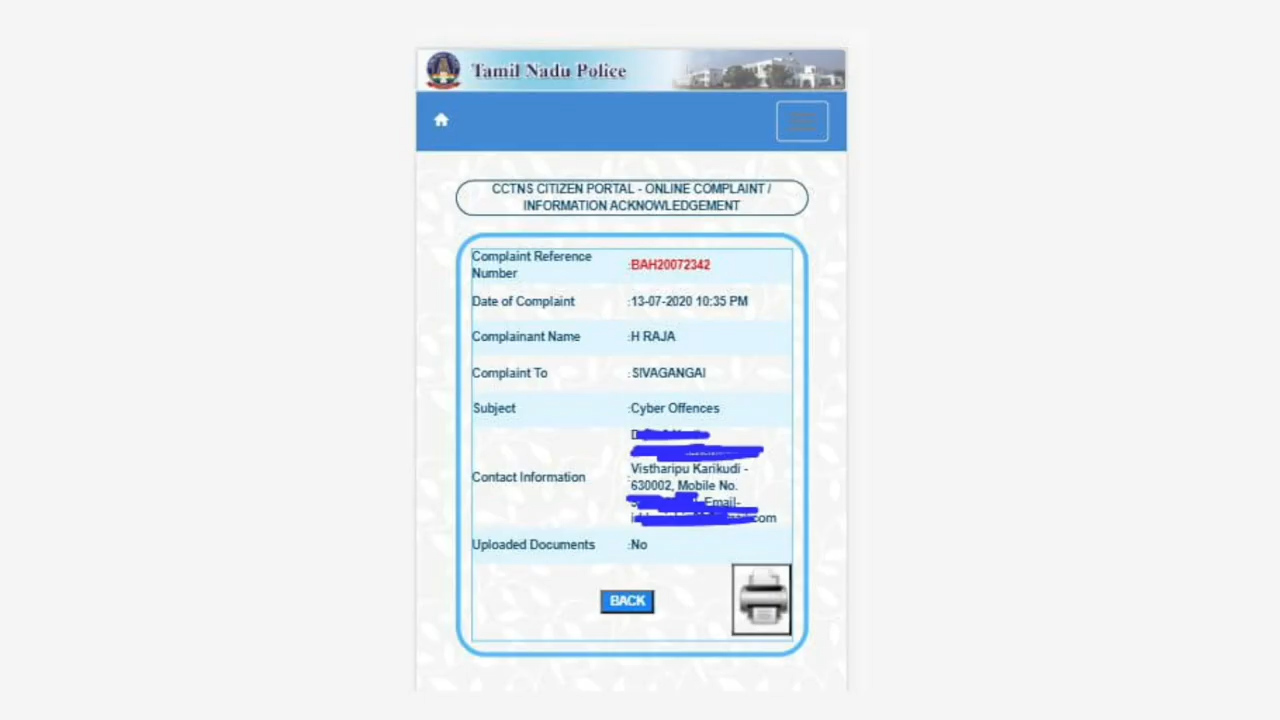 Tamil Nadu Police
CCTNS CITIZEN PORTAL - ONLINE COMPLAINT /
INFORMATION ACKNOWLEDGEMENT
Complaint Reference
Number
:BAH20072342
Date of Complaint :13-07-2020 10:35 PM
Complainant Name :H RAJA
Complaint To :SIVAGANGAI
Subject :Cyber Offences
Contact Information :
Vistharipu Karikudi -
630002, Mobile No.
Email-
com
Uploaded Documents :No
BACK